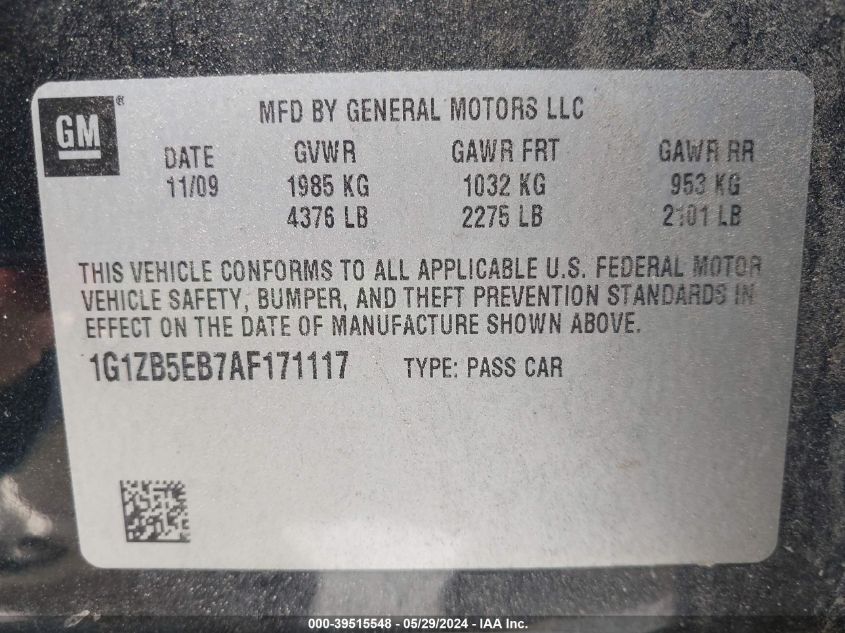 GM®
MFD BY GENERAL MOTORS LLC
DATE GVWR GAWR FRT GAWR RR
11/09 1985 KG 1032 KG 953 KG
4376 LB 2275 LB 2101 LB
THIS VEHICLE CONFORMS TO ALL APPLICABLE U.S. FEDERAL MOTOR
VEHICLE SAFETY, BUMPER, AND THEFT PREVENTION STANDARDS IN
EFFECT ON THE DATE OF MANUFACTURE SHOWN ABOVE.
1G1ZB5EB7AF171117 TYPE: PASS CAR
000-39515548 - 05/29/2024 - IAA Inc.